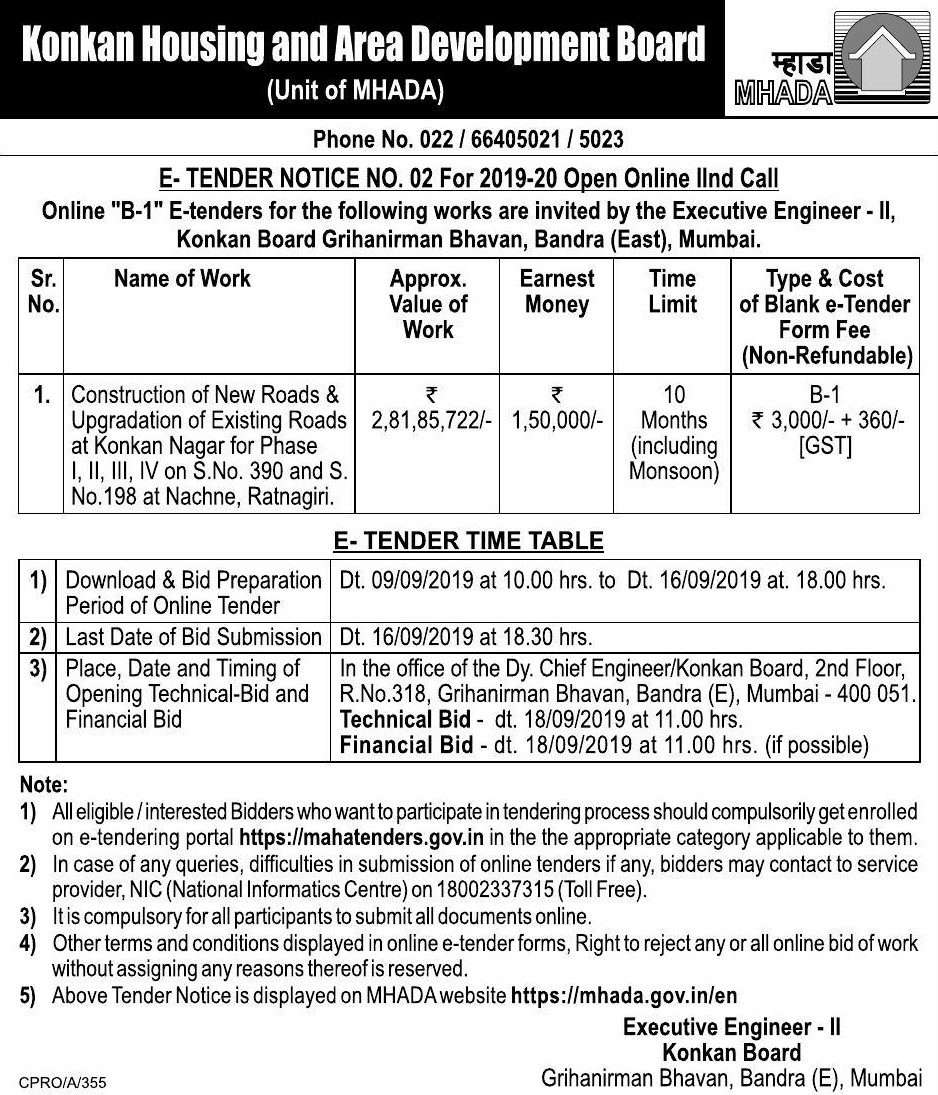 Konkan Housing and Area Development Board
(Unit of MHADA)
म्हाडा
MHADA
Phone No. 022 / 66405021 / 5023
E- TENDER NOTICE NO. 02 For 2019-20 Open Online IInd Call
Online "B-1" E-tenders for the following works are invited by the Executive Engineer - II,
Konkan Board Grihanirman Bhavan, Bandra (East), Mumbai.
Sr. No.
Name of Work
Approx. Value of Work
Earnest Money
Time Limit
Type & Cost of Blank e-Tender Form Fee (Non-Refundable)
1.
Construction of New Roads &
Upgradation of Existing Roads
at Konkan Nagar for Phase
I, II, III, IV on S.No. 390 and S.
No.198 at Nachne, Ratnagiri.
₹
2,81,85,722/-
₹
1,50,000/-
10
Months
(including
Monsoon)
B-1
₹ 3,000/- + 360/-
[GST]
E- TENDER TIME TABLE
1) Download & Bid Preparation
Period of Online Tender
Dt. 09/09/2019 at 10.00 hrs. to Dt. 16/09/2019 at. 18.00 hrs.
2) Last Date of Bid Submission
Dt. 16/09/2019 at 18.30 hrs.
3) Place, Date and Timing of
Opening Technical-Bid and
Financial Bid
In the office of the Dy. Chief Engineer/Konkan Board, 2nd Floor,
R.No.318, Grihanirman Bhavan, Bandra (E), Mumbai - 400 051.
Technical Bid - dt. 18/09/2019 at 11.00 hrs.
Financial Bid - dt. 18/09/2019 at 11.00 hrs. (if possible)
Note:
1) All eligible / interested Bidders who want to participate in tendering process should compulsorily get enrolled
on e-tendering portal https://mahatenders.gov.in in the the appropriate category applicable to them.
2) In case of any queries, difficulties in submission of online tenders if any, bidders may contact to service
provider, NIC (National Informatics Centre) on 18002337315 (Toll Free).
3) It is compulsory for all participants to submit all documents online.
4) Other terms and conditions displayed in online e-tender forms, Right to reject any or all online bid of work
without assigning any reasons thereof is reserved.
5) Above Tender Notice is displayed on MHADA website https://mhada.gov.in/en
Executive Engineer - II
Konkan Board
Grihanirman Bhavan, Bandra (E), Mumbai
CPRO/A/355